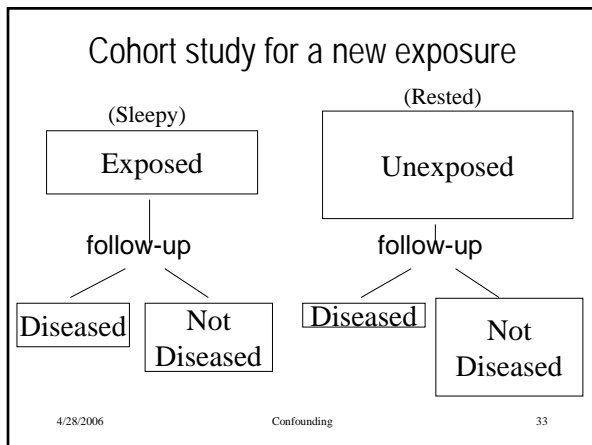 Cohort study for a new exposure
(Sleepy)
(Rested)
Exposed
Unexposed
follow-up
follow-up
Diseased
Not
Diseased
Diseased
Not
Diseased
4/28/2006
Confounding
33